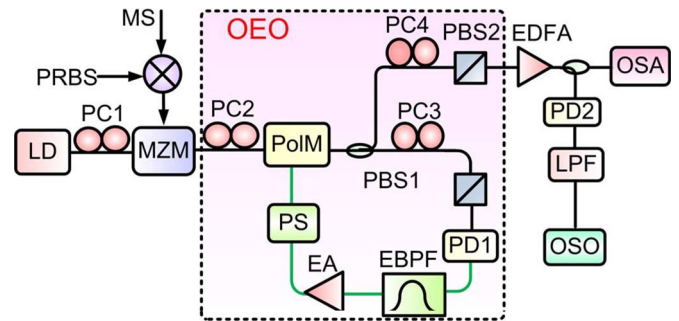 MS
OEO
PC4
PBS2
EDFA
PRBS
OSA
PC1
PC2
PC3
PD2
LD
MZM
PolM
PBS1
LPF
PS
PD1
EA
EBPF
OSO